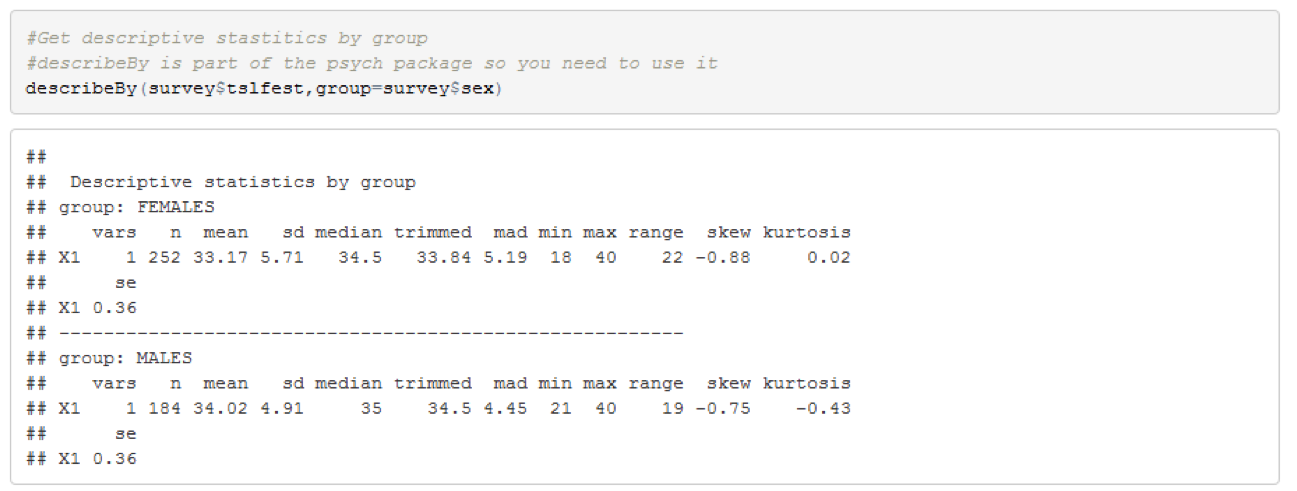 #Get descriptive stastitics by group
#describeBy is part of the psych package so you need to use it
describeBy(survey$tslfest,group=survey$sex)
##
##  Descriptive statistics by group
## group: FEMALES
##    vars   n  mean   sd median trimmed  mad min max range  skew kurtosis
## X1    1 252 33.17 5.71   34.5   33.84 5.19  18  40    22 -0.88     0.02
##      se
## X1 0.36
## --------------------------------------------------------
## group: MALES
##    vars   n  mean   sd median trimmed  mad min max range  skew kurtosis
## X1    1 184 34.02 4.91     35    34.5 4.45  21  40    19 -0.75    -0.43
##      se
## X1 0.36